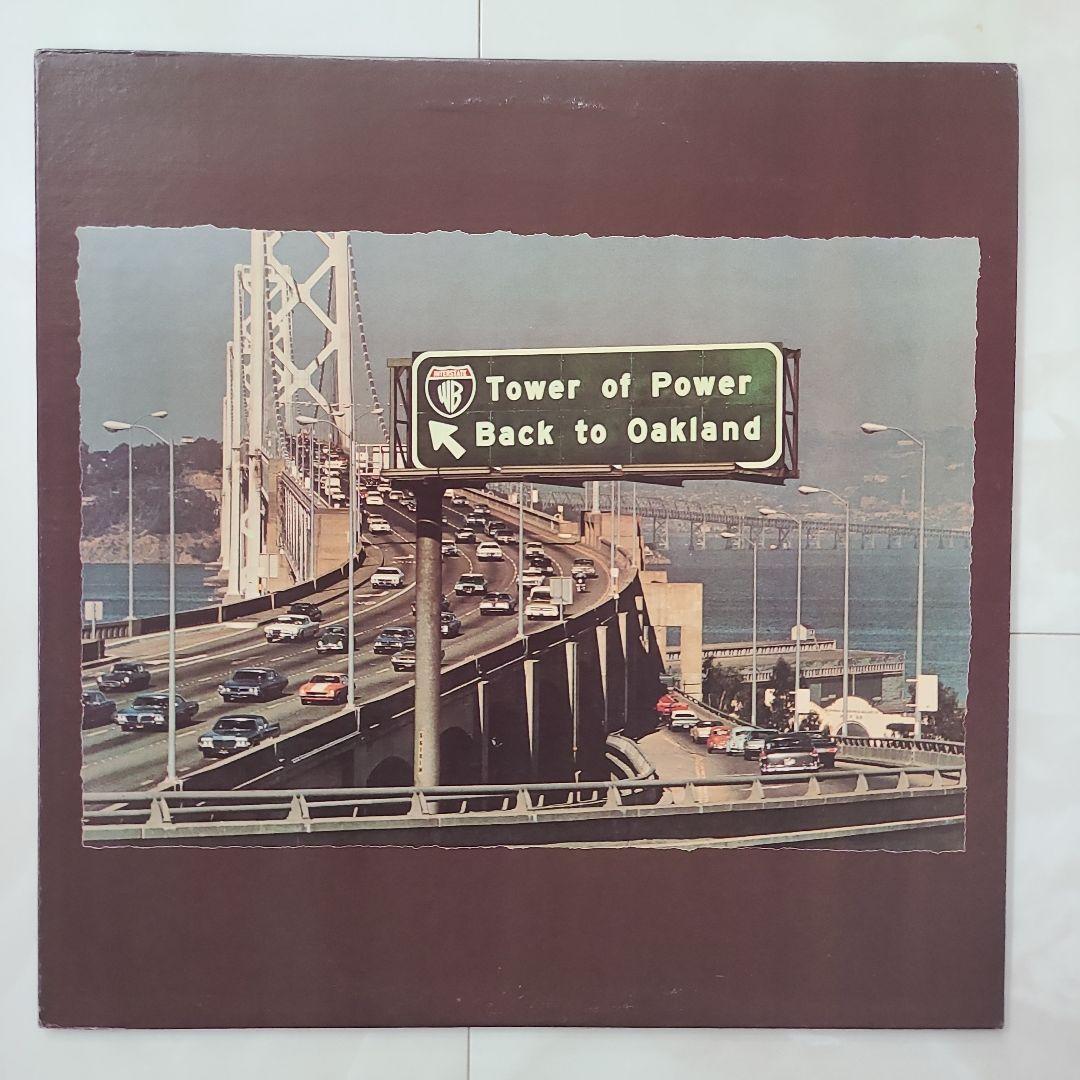 INTERSTATE
WB
Tower of Power
Back to Oakland